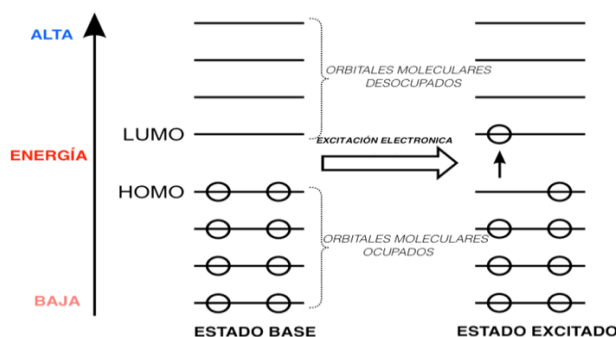 ALTA
ORBITALES MOLECULARES
DESOCUPADOS
LUMO
EXCITACIÓN ELECTRONICA
ENERGÍA
HOMO
ORBITALES MOLECULARES
OCUPADOS
BAJA
ESTADO BASE
ESTADO EXCITADO